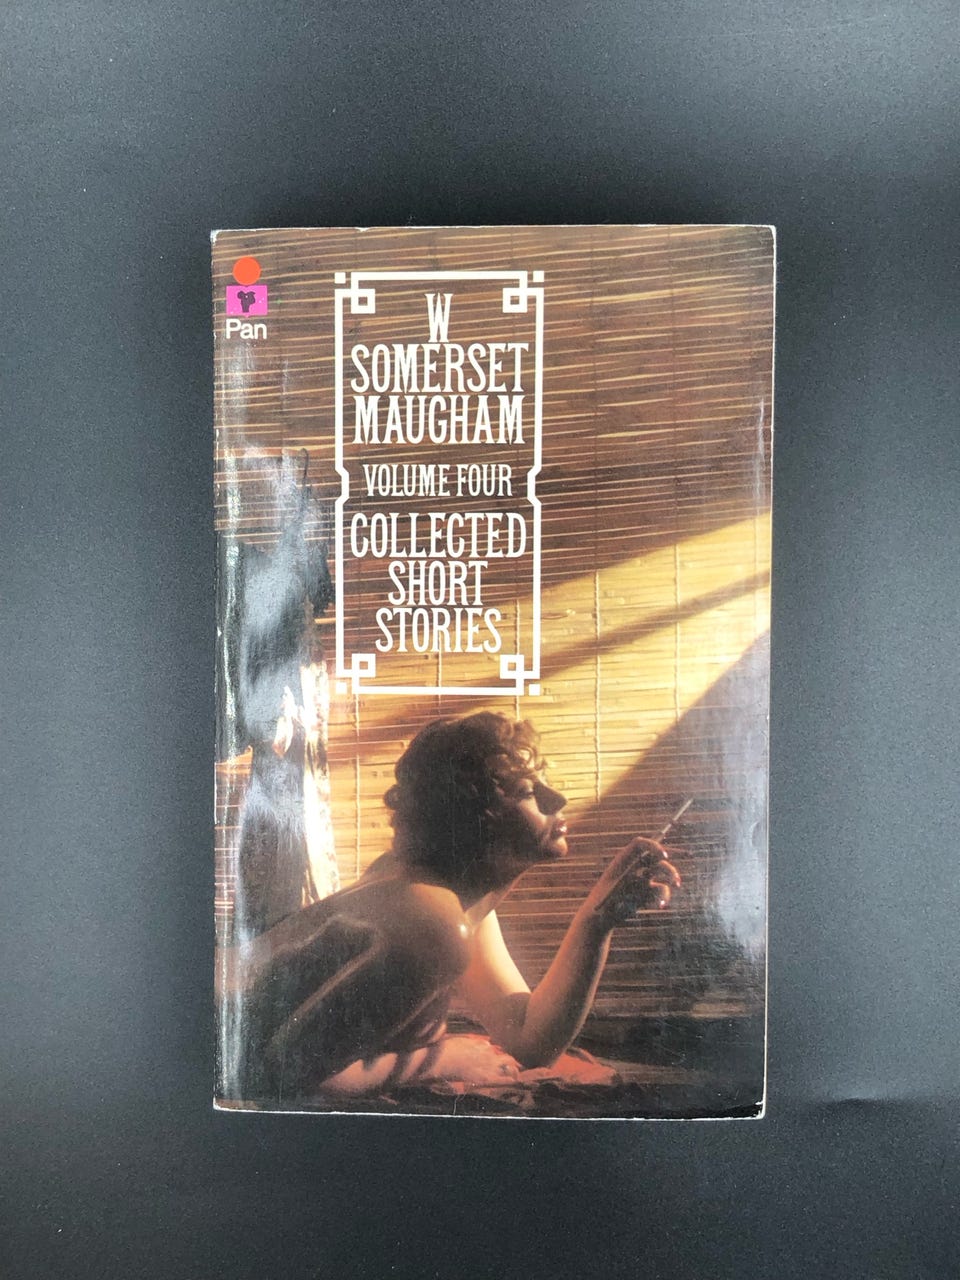 Pan
W
SOMERSET
MAUGHAM
VOLUME FOUR
COLLECTED
SHORT
STORIES